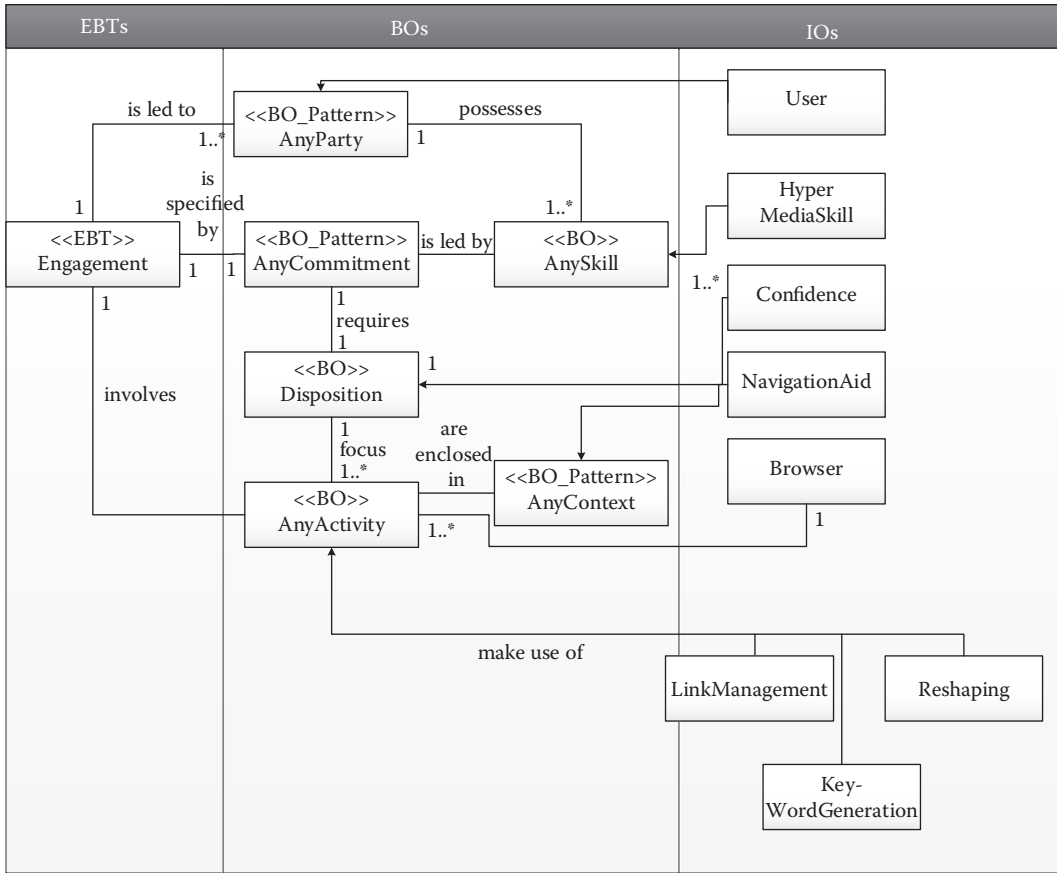 EBTs
BOs
IOs
is led to
<<BO_Pattern>>
AnyParty
possesses
User
1..*
1
is
specified
by
1
1..*
Hyper
MediaSkill
<<EBT>>
Engagement
1
1
<<BO_Pattern>>
AnyCommitment
is led by
<<BO>>
AnySkill
1..*
Confidence
1
1
requires
1
1
<<BO>>
Disposition
NavigationAid
involves
1
focus
1..*
are
enclosed
in
<<BO_Pattern>>
AnyContext
Browser
1
<<BO>>
AnyActivity
1..*
make use of
LinkManagement
Reshaping
Key-
WordGeneration